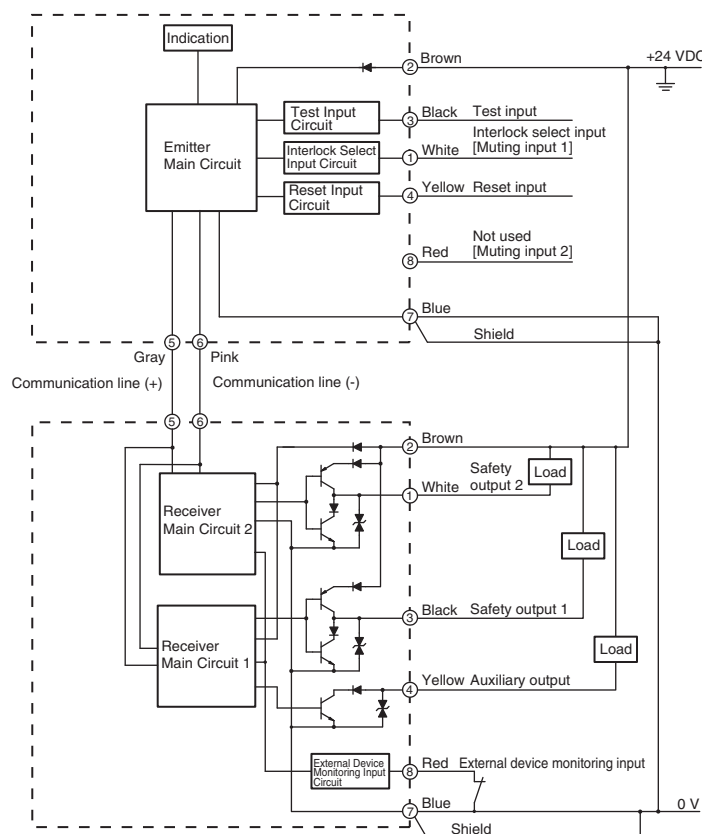 Indication
Brown
+24 VDC
2
Emitter
Main Circuit
Test Input
Circuit
3
Black
Test input
Interlock Select
Input Circuit
1
White
Interlock select input
[Muting input 1]
Reset Input
Circuit
4
Yellow
Reset input
8
Red
Not used
[Muting input 2]
7
Blue
Shield
5
6
Gray
Pink
Communication line (+)
Communication line (-)
5
6
2
Brown
Receiver
Main Circuit 2
1
White
Safety
output 2
Load
Load
Receiver
Main Circuit 1
3
Black
Safety output 1
Load
4
Yellow
Auxiliary output
External Device
Monitoring Input
Circuit
8
Red
External device monitoring input
7
Blue
0 V
Shield